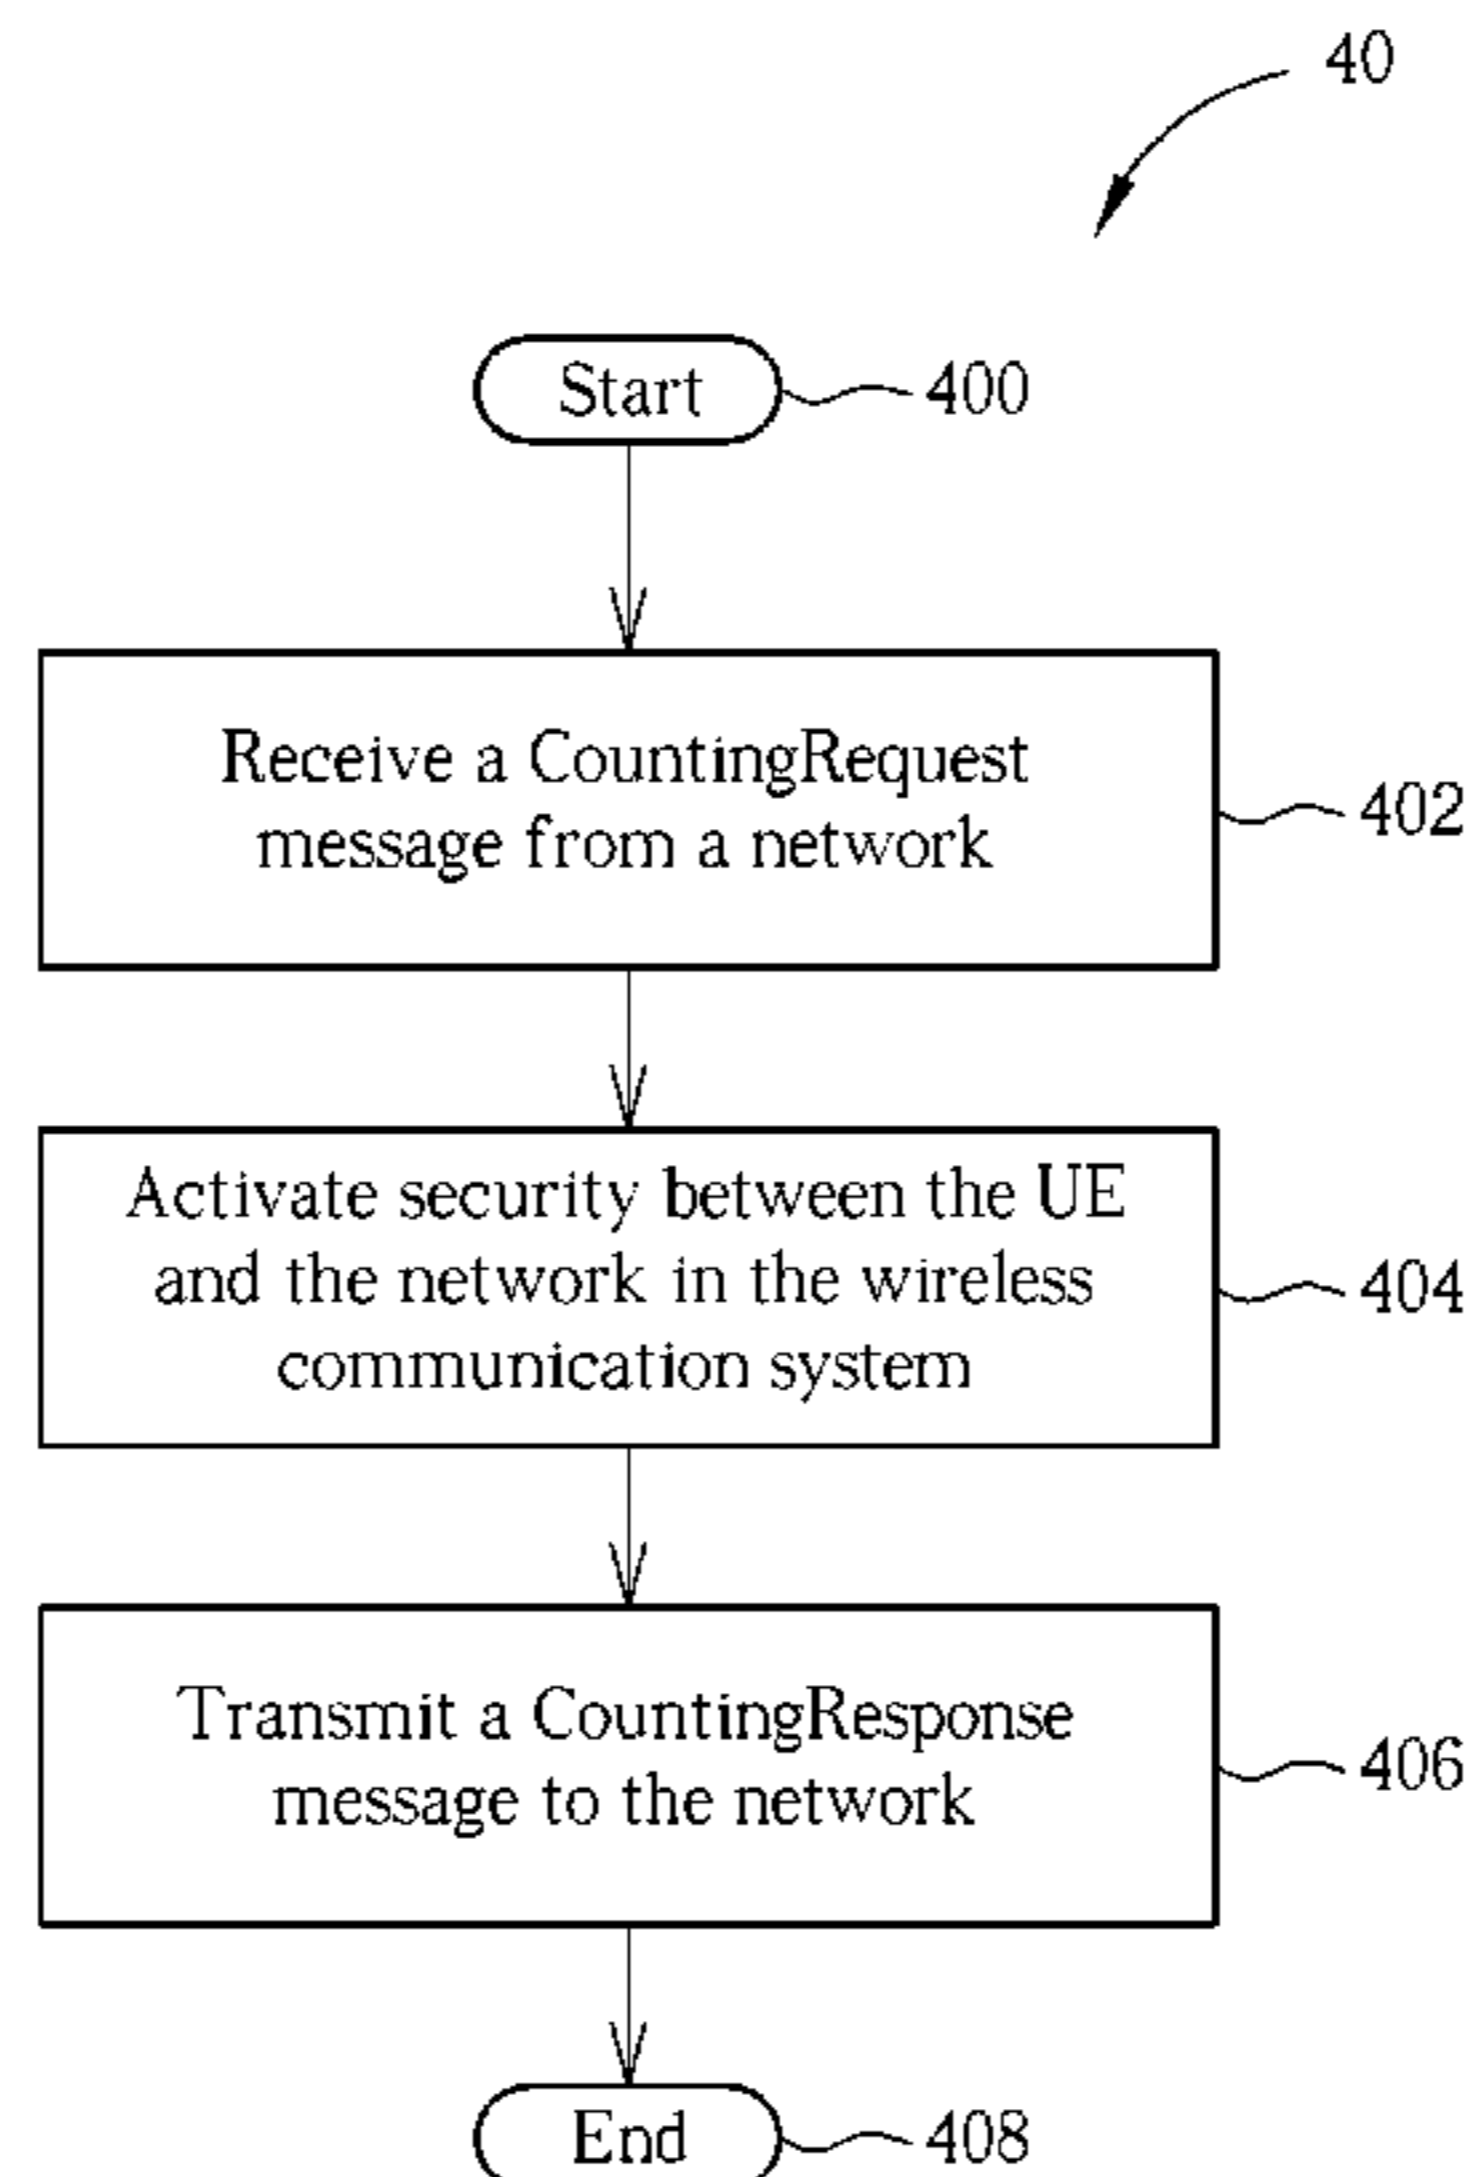 40
Start
400
Receive a CountingRequest
message from a network
402
Activate security between the UE
and the network in the wireless
communication system
404
Transmit a CountingResponse
message to the network
406
End
408